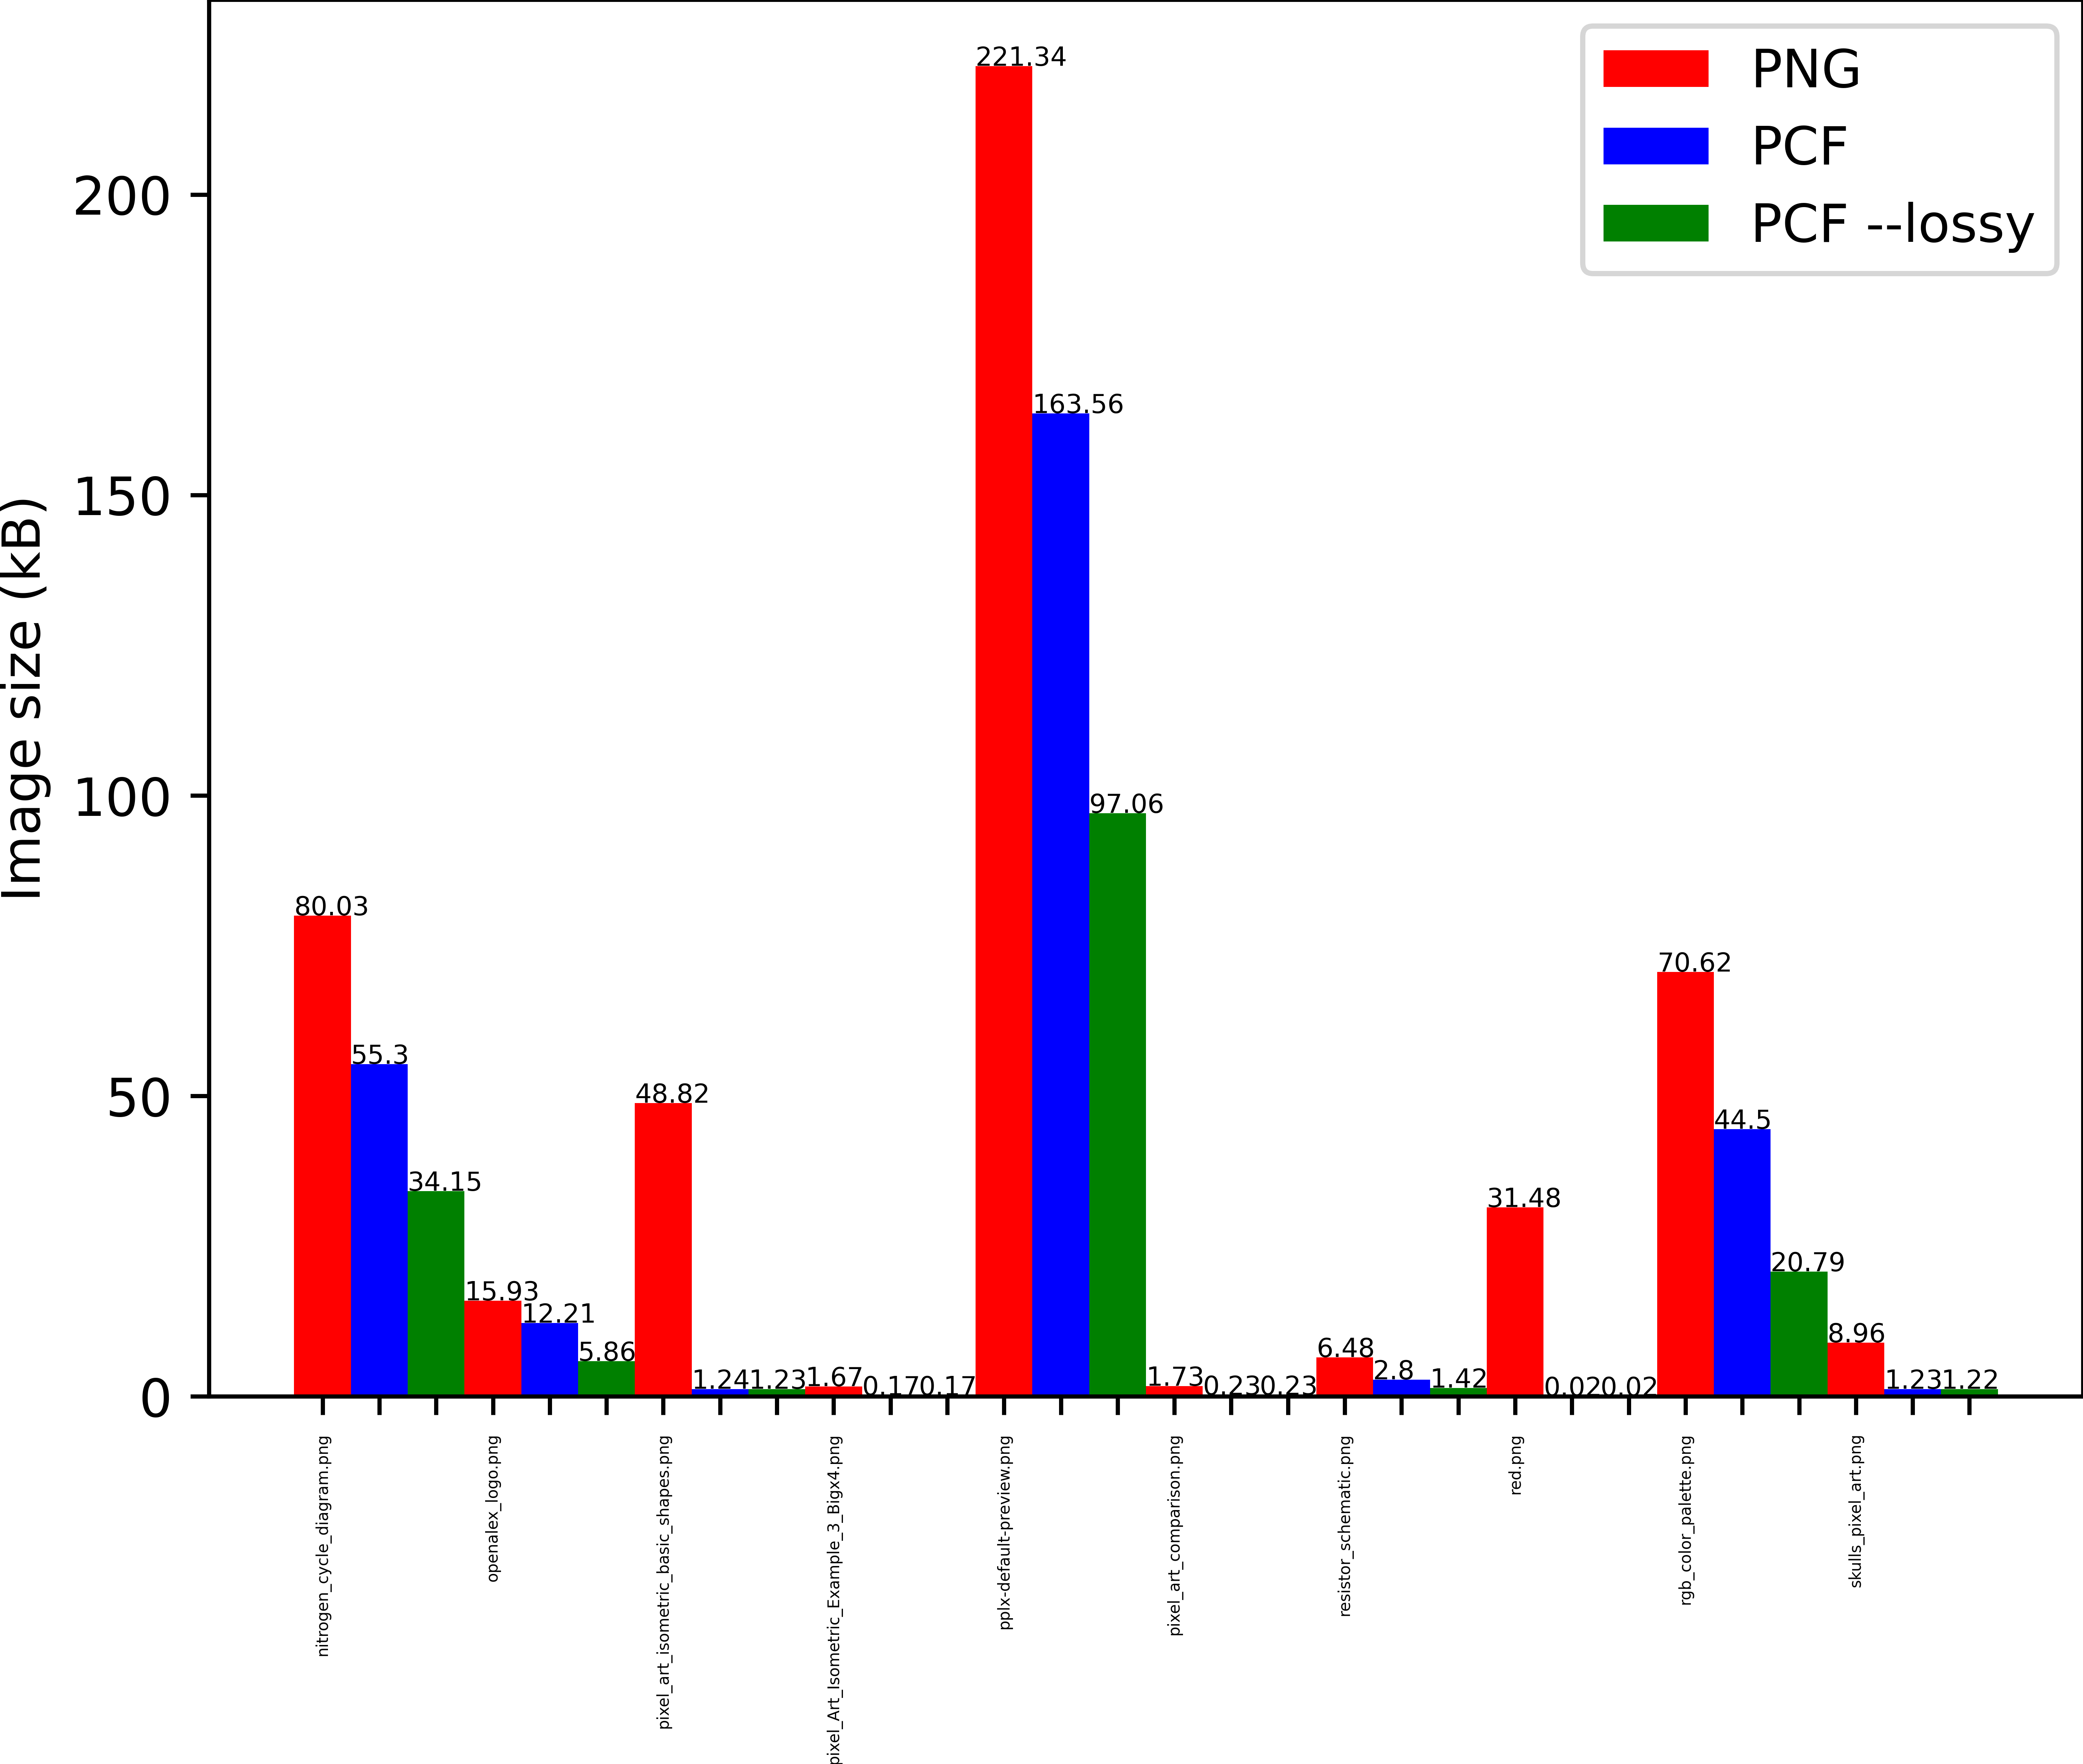 PNG
PCF
PCF --lossy
Image size (kB)
200
150
100
50
0
80.03
55.3
34.15
15.93
12.21
5.86
48.82
1.24
1.23
1.67
0.17
0.17
221.34
163.56
97.06
1.73
0.23
0.23
6.48
2.8
1.42
31.48
0.02
0.02
70.62
44.5
20.79
8.96
1.23
1.22
nitrogen_cycle_diagram.png
openalex_logo.png
pixel_art_isometric_basic_shapes.png
pixel_Art_Isometric_Example_3_Bigx4.png
pplx-default-preview.png
pixel_art_comparison.png
resistor_schematic.png
red.png
rgb_color_palette.png
skulls_pixel_art.png